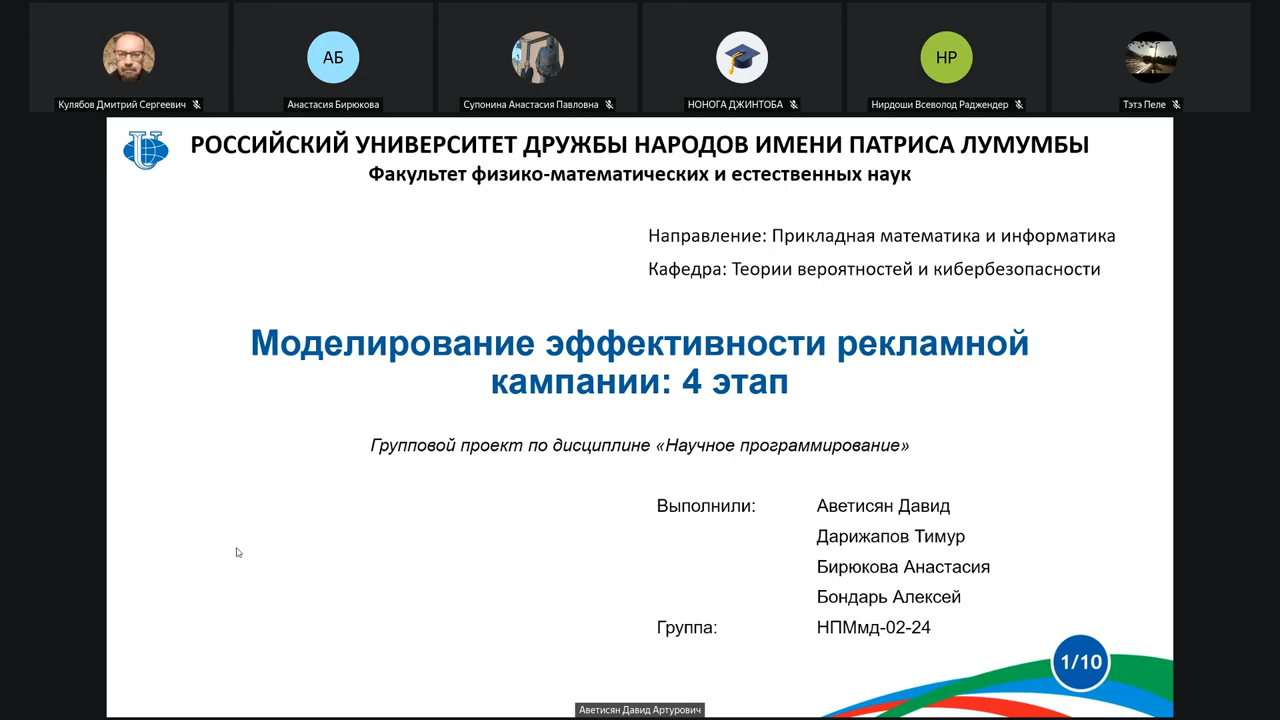 АБ
НР
Кулябов Дмитрий Сергеевич
Анастасия Бирюкова
Супонина Анастасия Павловна
НОНОГА ДЖИНТОБА
Нирдоши Всеволод Раджендер
Тэтэ Пеле
РОССИЙСКИЙ УНИВЕРСИТЕТ ДРУЖБЫ НАРОДОВ ИМЕНИ ПАТРИСА ЛУМУМБЫ
Факультет физико-математических и естественных наук
Направление: Прикладная математика и информатика
Кафедра: Теории вероятностей и кибербезопасности
Моделирование эффективности рекламной
кампании: 4 этап
Групповой проект по дисциплине «Научное программирование»
Выполнили: Аветисян Давид
Дарижапов Тимур
Бирюкова Анастасия
Бондарь Алексей
Группа: НПМмд-02-24
1/10
Аветисян Давид Артурович